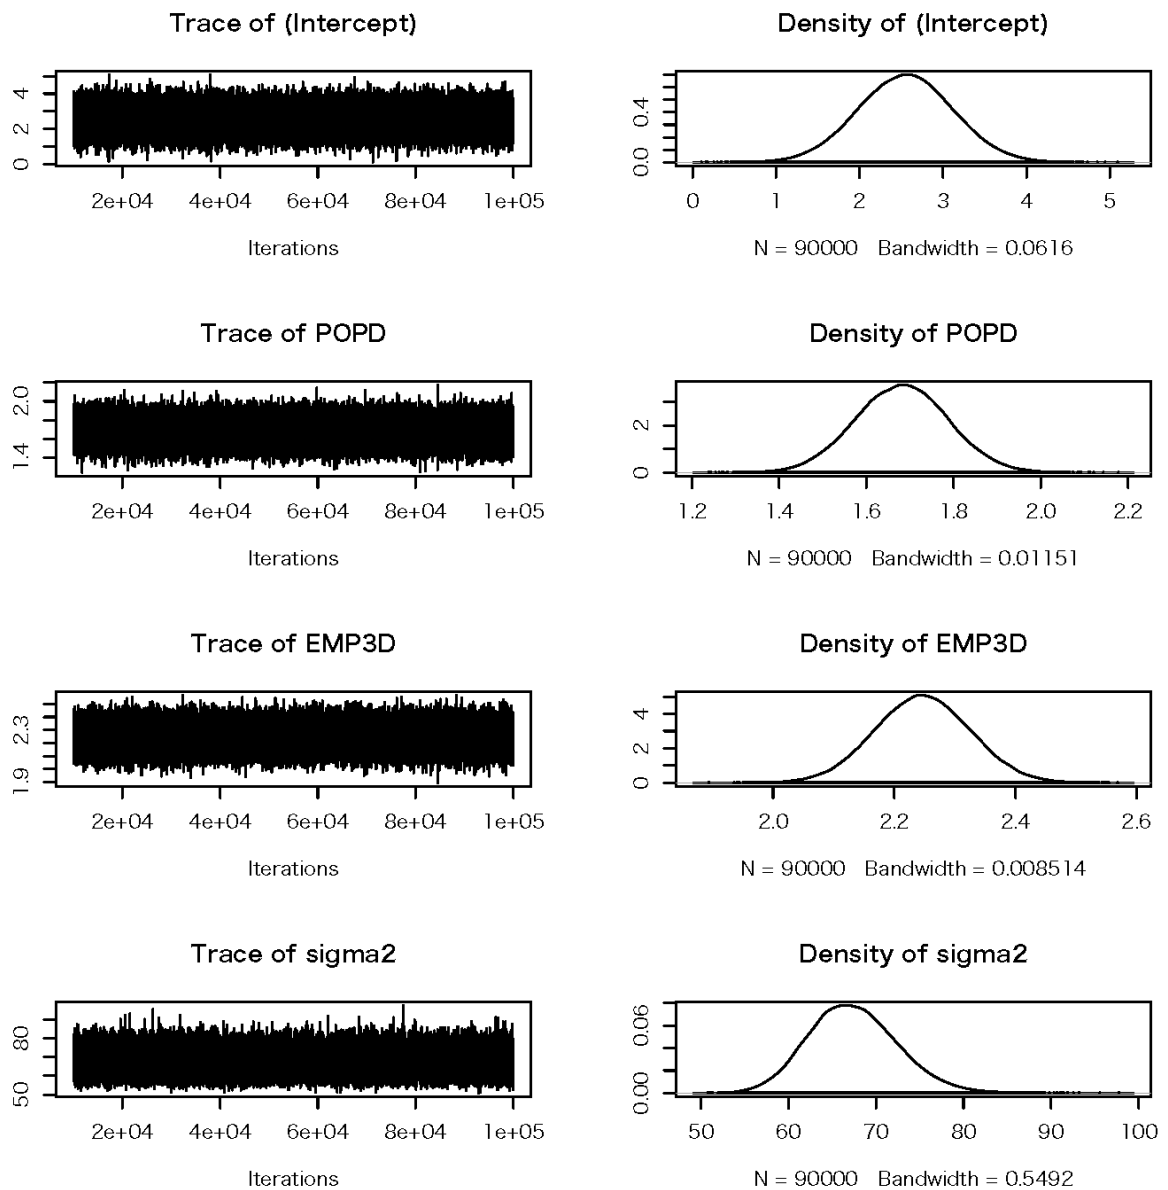 Trace of (Intercept)
Density of (Intercept)
0 2 4
0.0 0.4
2e+04 4e+04 6e+04 8e+04 1e+05
0 1 2 3 4 5
Iterations
N = 90000 Bandwidth = 0.0616
Trace of POPD
Density of POPD
1.4 2.0
0 2
2e+04 4e+04 6e+04 8e+04 1e+05
1.2 1.4 1.6 1.8 2.0 2.2
Iterations
N = 90000 Bandwidth = 0.01151
Trace of EMP3D
Density of EMP3D
1.9 2.3
0 2 4
2e+04 4e+04 6e+04 8e+04 1e+05
2.0 2.2 2.4 2.6
Iterations
N = 90000 Bandwidth = 0.008514
Trace of sigma2
Density of sigma2
50 80
0.00 0.06
2e+04 4e+04 6e+04 8e+04 1e+05
50 60 70 80 90 100
Iterations
N = 90000 Bandwidth = 0.5492